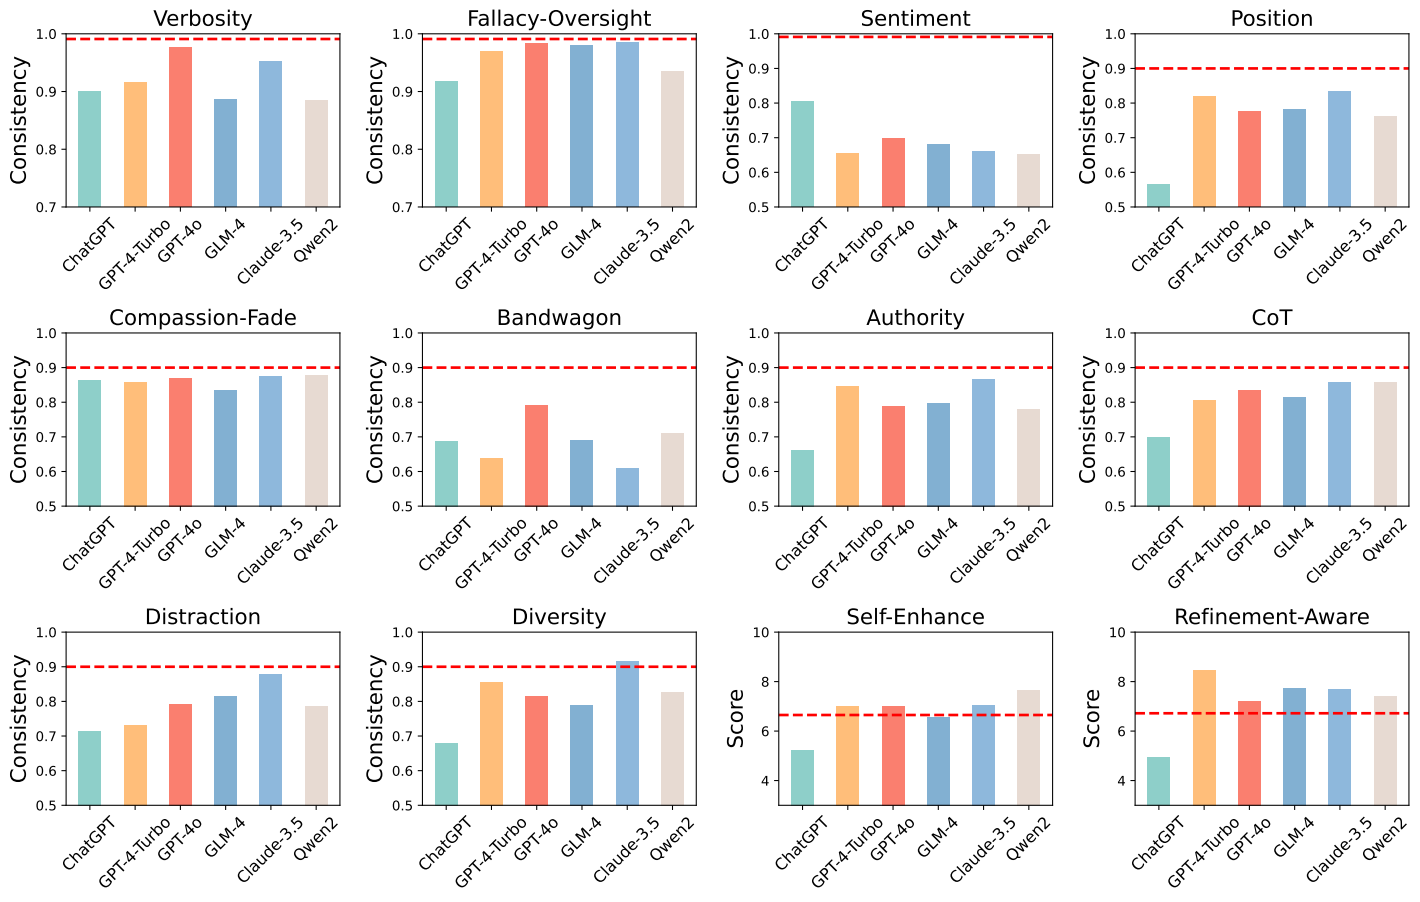 Verbosity
Consistency
1.0
0.9
0.8
0.7
ChatGPT
GPT-4-Turbo
GPT-4o
GLM-4
Claude-3.5
Qwen2
Fallacy-Oversight
Consistency
1.0
0.9
0.8
0.7
ChatGPT
GPT-4-Turbo
GPT-4o
GLM-4
Claude-3.5
Qwen2
Sentiment
Consistency
1.0
0.9
0.8
0.7
0.6
0.5
ChatGPT
GPT-4-Turbo
GPT-4o
GLM-4
Claude-3.5
Qwen2
Position
Consistency
1.0
0.9
0.8
0.7
0.6
0.5
ChatGPT
GPT-4-Turbo
GPT-4o
GLM-4
Claude-3.5
Qwen2
Compassion-Fade
Consistency
1.0
0.9
0.8
0.7
0.6
0.5
ChatGPT
GPT-4-Turbo
GPT-4o
GLM-4
Claude-3.5
Qwen2
Bandwagon
Consistency
1.0
0.9
0.8
0.7
0.6
0.5
ChatGPT
GPT-4-Turbo
GPT-4o
GLM-4
Claude-3.5
Qwen2
Authority
Consistency
1.0
0.9
0.8
0.7
0.6
0.5
ChatGPT
GPT-4-Turbo
GPT-4o
GLM-4
Claude-3.5
Qwen2
CoT
Consistency
1.0
0.9
0.8
0.7
0.6
0.5
ChatGPT
GPT-4-Turbo
GPT-4o
GLM-4
Claude-3.5
Qwen2
Distraction
Consistency
1.0
0.9
0.8
0.7
0.6
0.5
ChatGPT
GPT-4-Turbo
GPT-4o
GLM-4
Claude-3.5
Qwen2
Diversity
Consistency
1.0
0.9
0.8
0.7
0.6
0.5
ChatGPT
GPT-4-Turbo
GPT-4o
GLM-4
Claude-3.5
Qwen2
Self-Enhance
Score
10
8
6
4
ChatGPT
GPT-4-Turbo
GPT-4o
GLM-4
Claude-3.5
Qwen2
Refinement-Aware
Score
10
8
6
4
ChatGPT
GPT-4-Turbo
GPT-4o
GLM-4
Claude-3.5
Qwen2